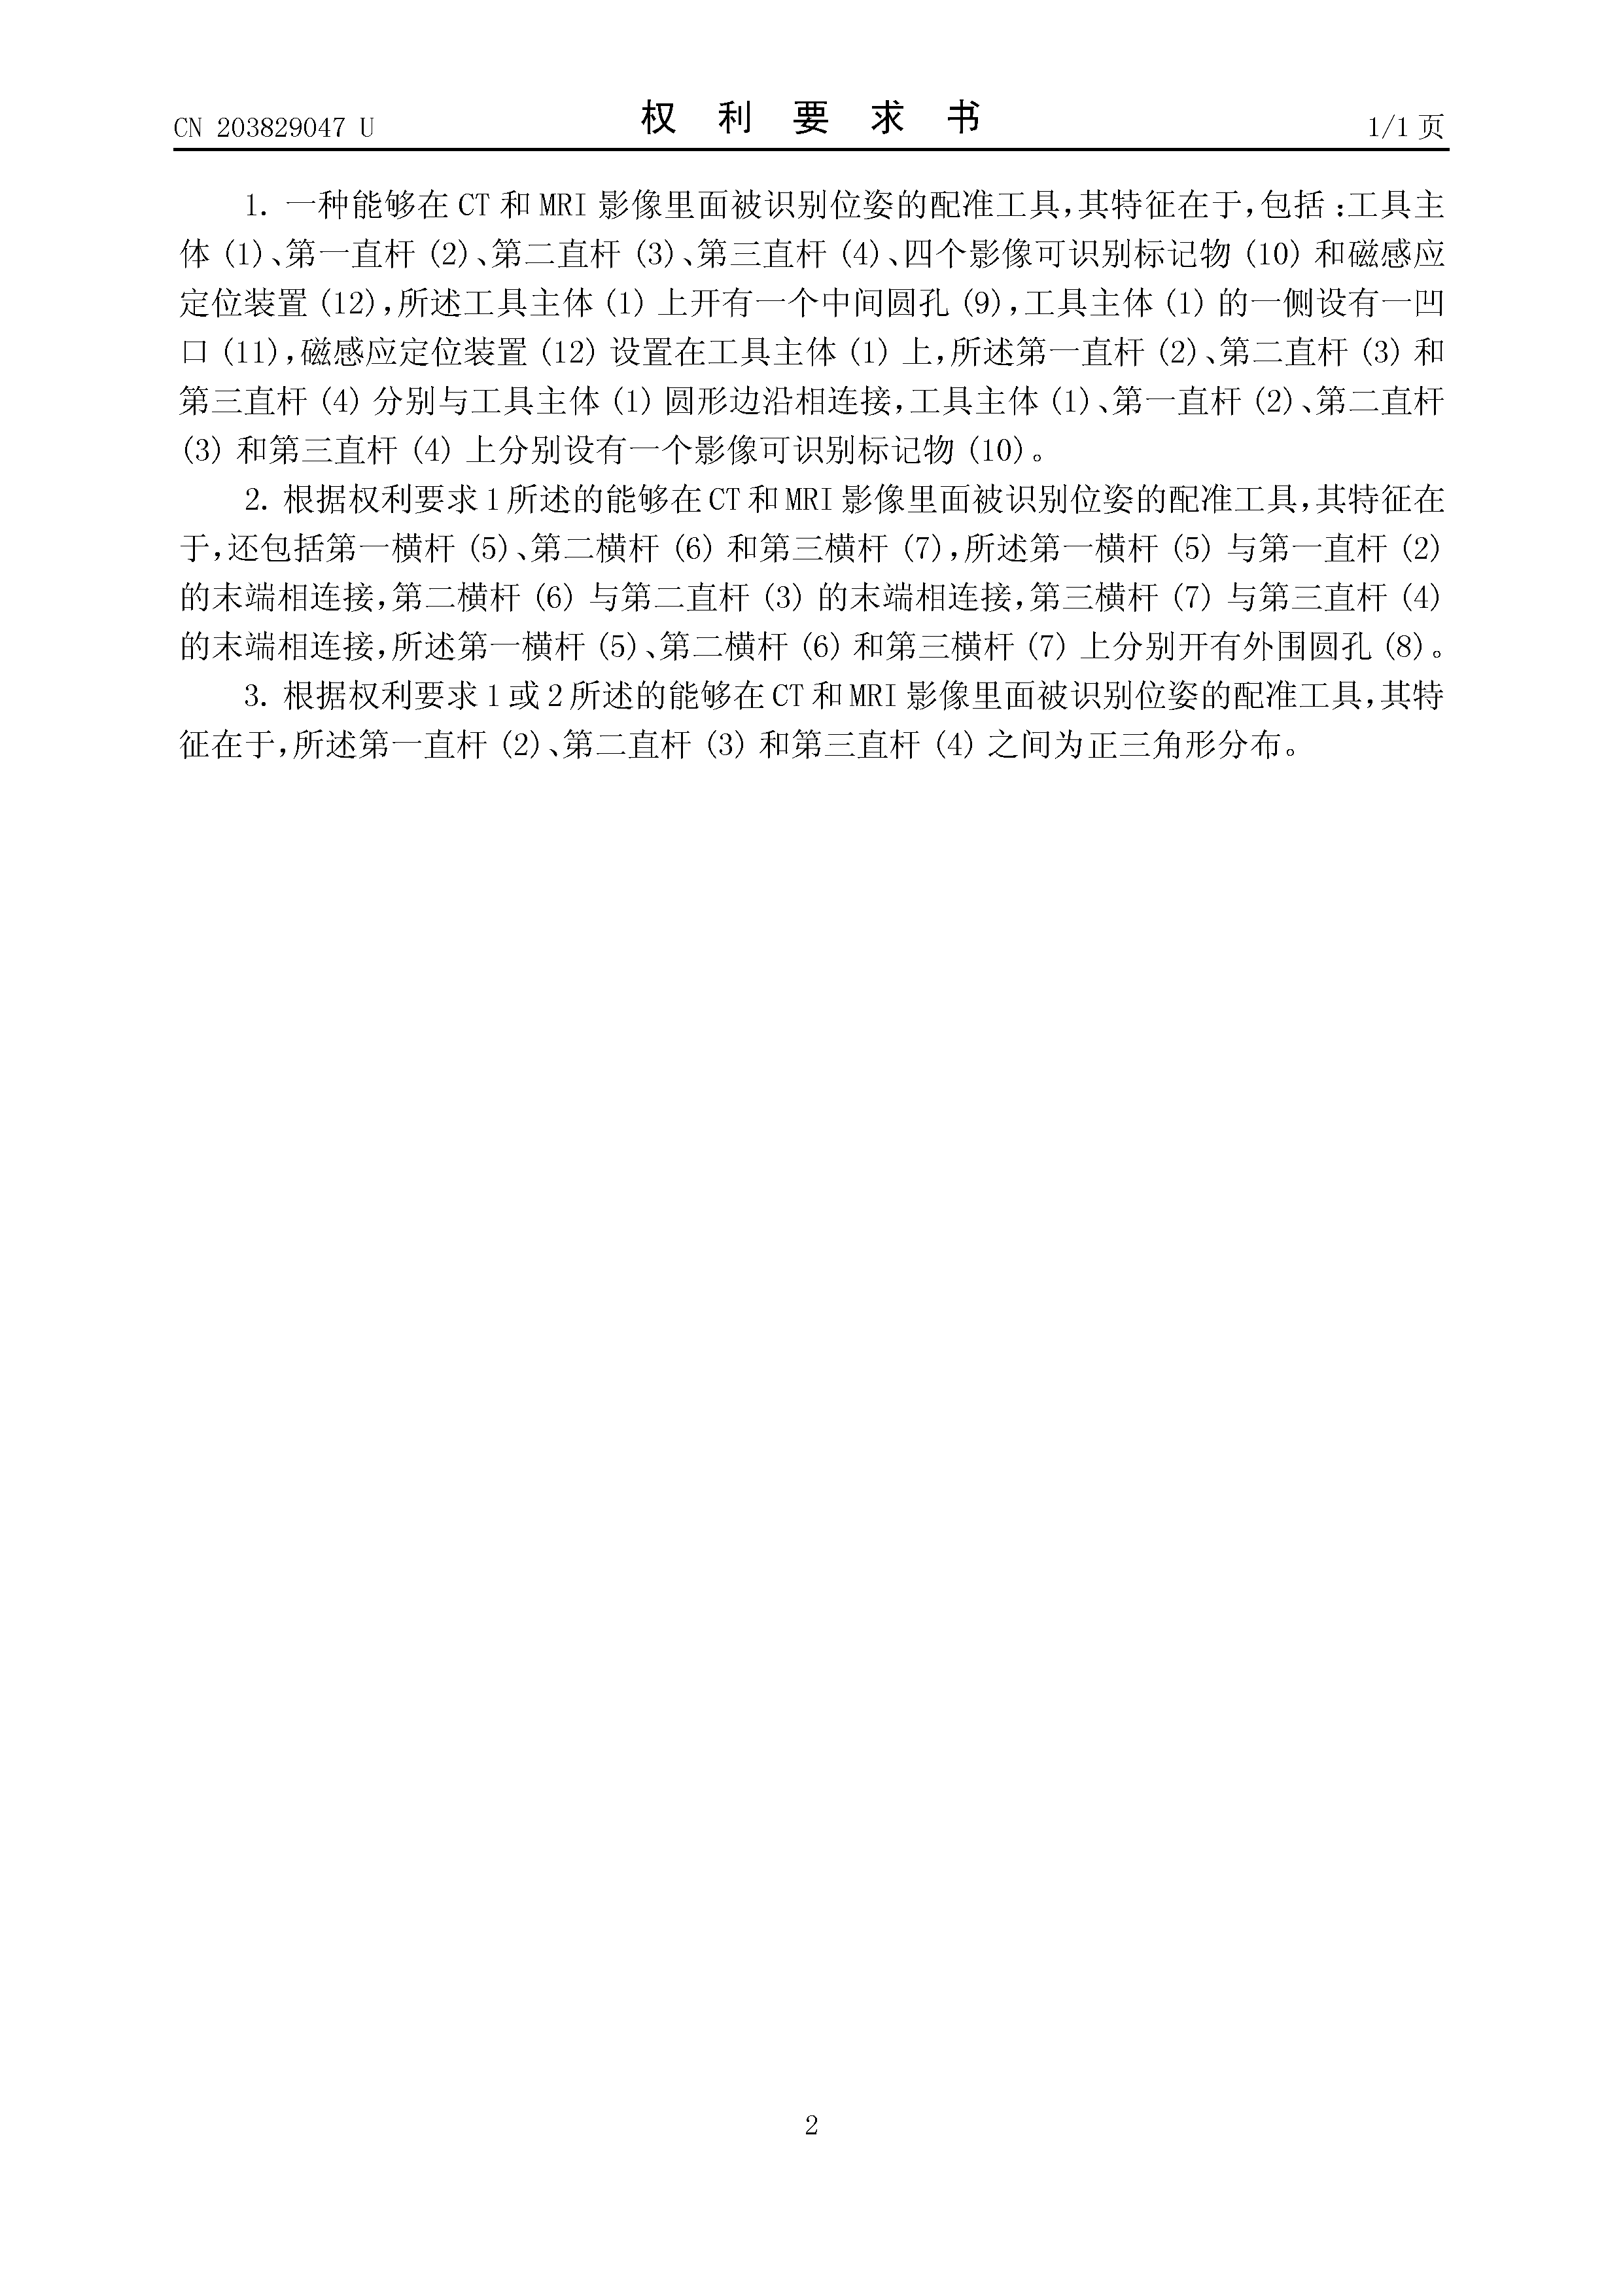 CN 203829047 U
权 利 要 求 书
1/1 页
1. 一种能够在 CT 和 MRI 影像里面被识别位姿的配准工具,其特征在于,包括 :工具主
体 (1)、第一直杆 (2)、第二直杆 (3)、第三直杆 (4)、四个影像可识别标记物 (10) 和磁感应
定位装置 (12),所述工具主体 (1) 上开有一个中间圆孔 (9),工具主体 (1) 的一侧设有一凹
口 (11),磁感应定位装置 (12) 设置在工具主体 (1) 上,所述第一直杆 (2)、第二直杆 (3) 和
第三直杆 (4) 分别与工具主体 (1) 圆形边沿相连接,工具主体 (1)、第一直杆 (2)、第二直杆
(3) 和第三直杆 (4) 上分别设有一个影像可识别标记物 (10)。
2. 根据权利要求 1 所述的能够在 CT 和 MRI 影像里面被识别位姿的配准工具,其特征在
于,还包括第一横杆 (5)、第二横杆 (6) 和第三横杆 (7),所述第一横杆 (5) 与第一直杆 (2)
的末端相连接,第二横杆 (6) 与第二直杆 (3) 的末端相连接,第三横杆 (7) 与第三直杆 (4)
的末端相连接,所述第一横杆 (5)、第二横杆 (6) 和第三横杆 (7) 上分别开有外围圆孔 (8)。
3. 根据权利要求 1 或 2 所述的能够在 CT 和 MRI 影像里面被识别位姿的配准工具,其特
征在于,所述第一直杆 (2)、第二直杆 (3) 和第三直杆 (4) 之间为正三角形分布。
2